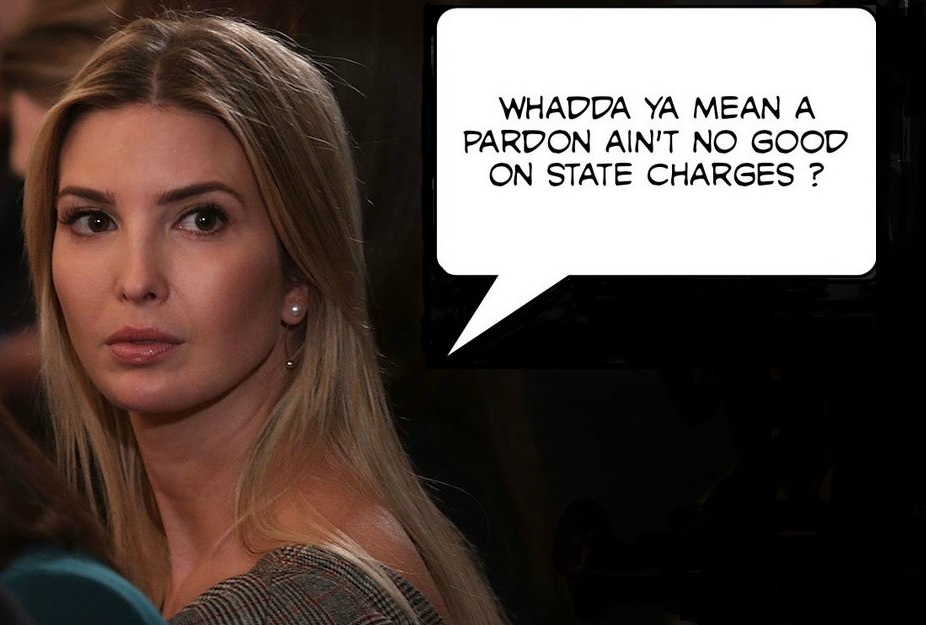 WHADDA YA MEAN A
PARDON AIN'T NO GOOD
ON STATE CHARGES ?